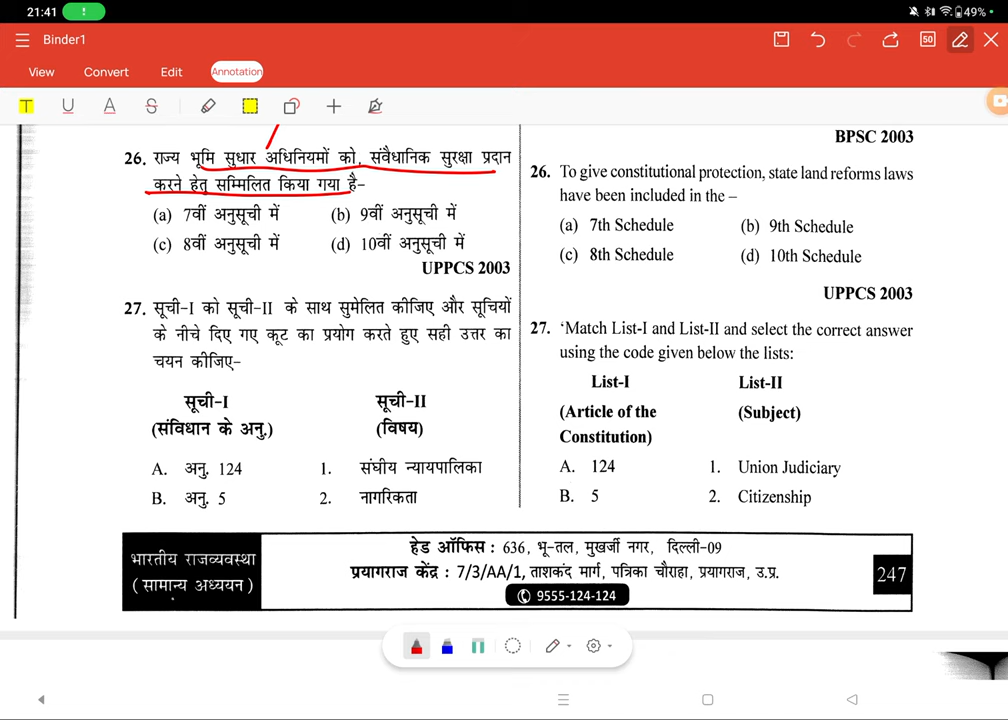 21:41
49%
Binder1
50
View Convert Edit Annotation
T U A S
26. राज्य भूमि सुधार अधिनियमों को, संवैधानिक सुरक्षा प्रदान
करने हेतु सम्मिलित किया गया है–
(a) 7वीं अनुसूची में (b) 9वीं अनुसूची में
(c) 8वीं अनुसूची में (d) 10वीं अनुसूची में
UPPCS 2003
27. सूची-I को सूची-II के साथ सुमेलित कीजिए और सूचियों
के नीचे दिए गए कूट का प्रयोग करते हुए सही उत्तर का
चयन कीजिए–
सूची-I सूची-II
(संविधान के अनु.) (विषय)
A. अनु. 124 1. संघीय न्यायपालिका
B. अनु. 5 2. नागरिकता
BPSC 2003
26. To give constitutional protection, state land reforms laws
have been included in the –
(a) 7th Schedule (b) 9th Schedule
(c) 8th Schedule (d) 10th Schedule
UPPCS 2003
27. ‘Match List-I and List-II and select the correct answer
using the code given below the lists:
List-I List-II
(Article of the (Subject)
Constitution)
A. 124 1. Union Judiciary
B. 5 2. Citizenship
भारतीय राजव्यवस्था
( सामान्य अध्ययन )
हेड ऑफिस : 636, भू-तल, मुखर्जी नगर, दिल्ली-09
प्रयागराज केंद्र : 7/3/AA/1, ताशकंद मार्ग, पत्रिका चौराहा, प्रयागराज, उ.प्र.
9555-124-124
247